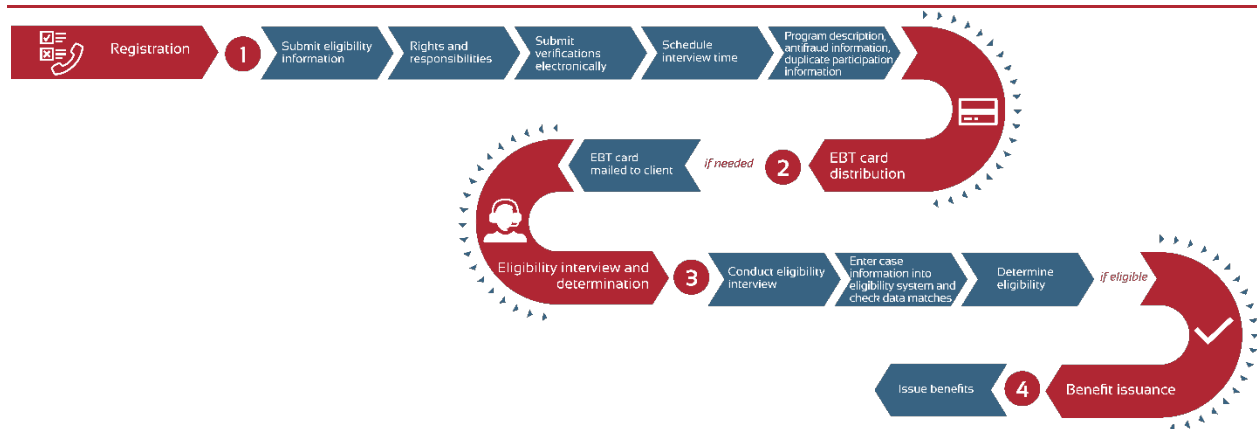 Registration
1
Submit eligibility
information
Rights and
responsibilities
Submit
verifications
electronically
Schedule
interview time
Program description,
antifraud information,
duplicate participation
information
EBT card
mailed to client
if needed
2
EBT card
distribution
Eligibility interview and
determination
3
Conduct eligibility
interview
Enter case
information into
eligibility system and
check data matches
Determine
eligibility
if eligible
Issue benefits
4
Benefit issuance